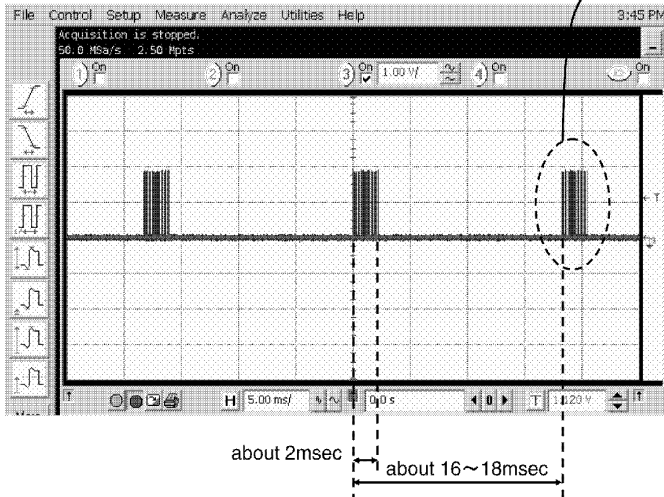 File Control Setup Measure Analyze Utilities Help 3:45 PM
Acquisition is stopped.
50.0 MSa/s 2.50 Mpts
1) On 2) On 3) On 1.00 V/ 4) On On
T
H 5.00 ms/ 0.0 s 0 T
about 2msec
about 16~18msec